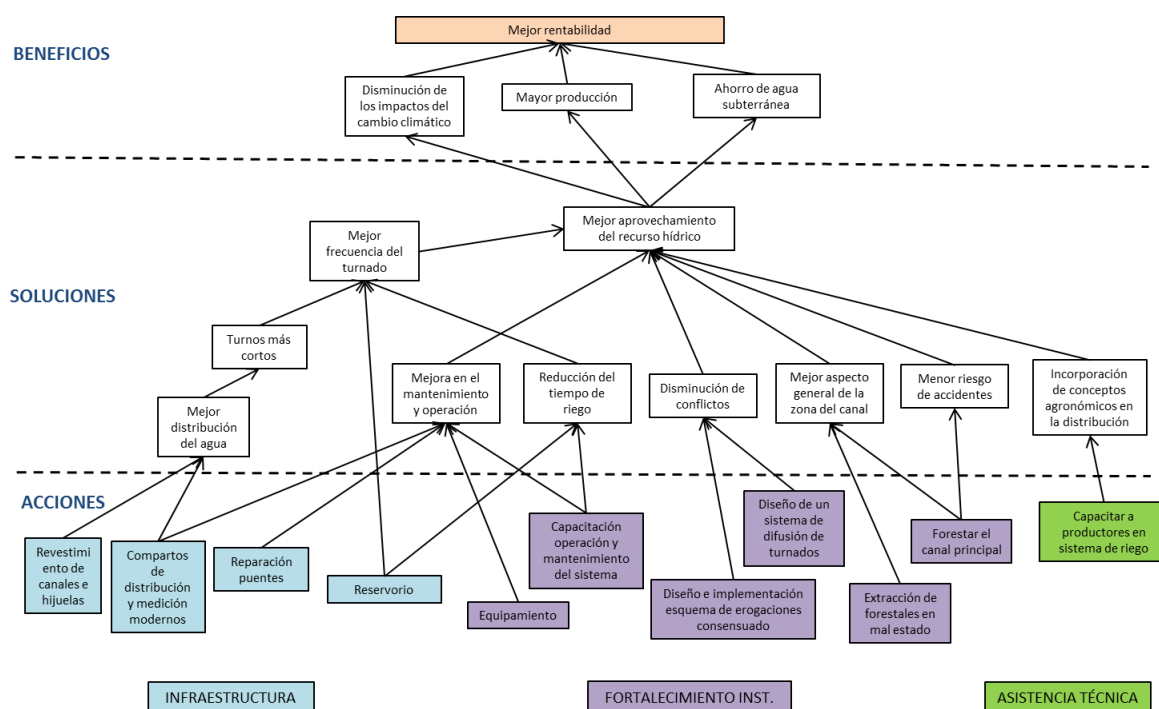 Mejor rentabilidad
BENEFICIOS
Disminución de
los impactos del
cambio climático
Mayor producción
Ahorro de agua
subterránea
Mejor
frecuencia del
turnado
Mejor aprovechamiento
del recurso hídrico
SOLUCIONES
Turnos más
cortos
Mejor
distribución
del agua
Mejora en el
mantenimiento
y operación
Reducción del
tiempo de
riego
Disminución de
conflictos
Mejor aspecto
general de la
zona del canal
Menor riesgo
de accidentes
Incorporación
de conceptos
agronómicos en
la distribución
ACCIONES
Revestimi
ento de
canales e
hijuelas
Compartos
de
distribución
y medición
modernos
Reparación
puentes
Reservorio
Equipamiento
Capacitación
operación y
mantenimiento
del sistema
Diseño e implementación
esquema de erogaciones
consensuado
Diseño de un
sistema de
difusión de
turnados
Extracción de
forestales en
mal estado
Forestar el
canal principal
Capacitar a
productores en
sistema de riego
INFRAESTRUCTURA
FORTALECIMIENTO INST.
ASISTENCIA TÉCNICA